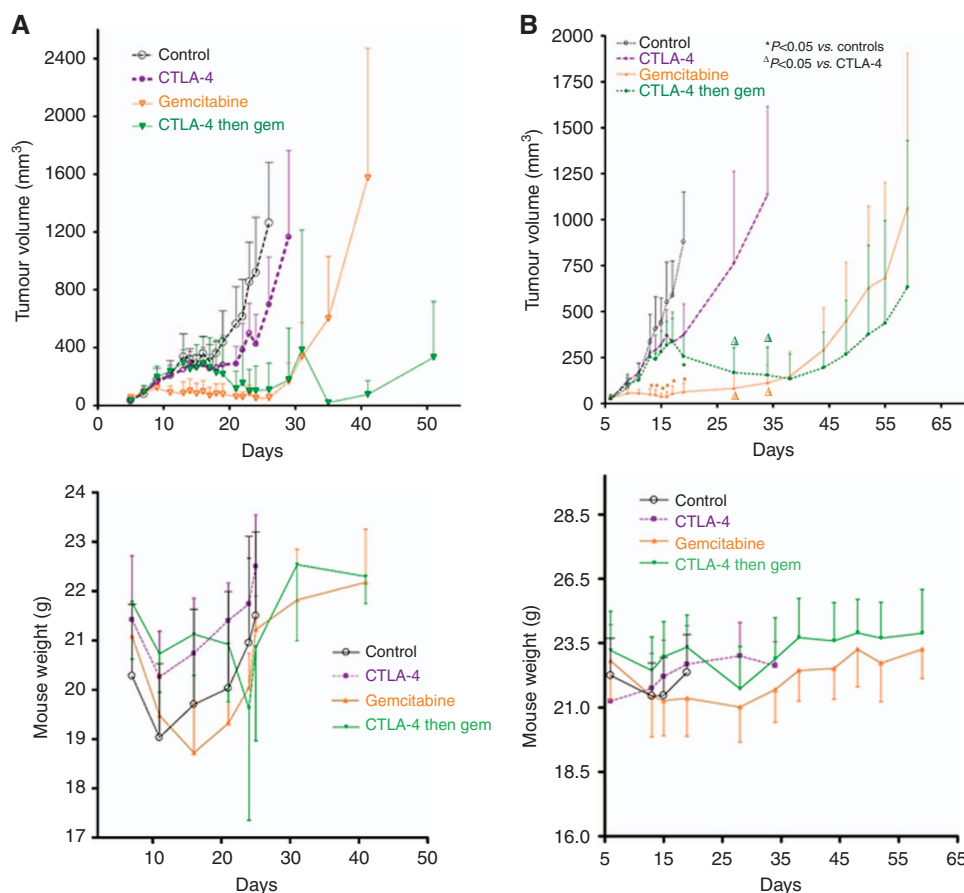 A
Control
CTLA-4
Gemcitabine
CTLA-4 then gem
Tumour volume (mm3)
2400
2000
1600
1200
800
400
0
0 10 20 30 40 50
Days
B
Control
CTLA-4
Gemcitabine
CTLA-4 then gem
*P<0.05 vs. controls
ΔP<0.05 vs. CTLA-4
Tumour volume (mm3)
2000
1750
1500
1250
1000
750
500
250
0
5 15 25 35 45 55 65
Days
Mouse weight (g)
24
23
22
21
20
19
18
17
Control
CTLA-4
Gemcitabine
CTLA-4 then gem
10 20 30 40 50
Days
Control
CTLA-4
Gemcitabine
CTLA-4 then gem
Mouse weight (g)
28.5
26.5
23.5
21.0
18.5
16.0
5 15 25 35 45 55 65
Days